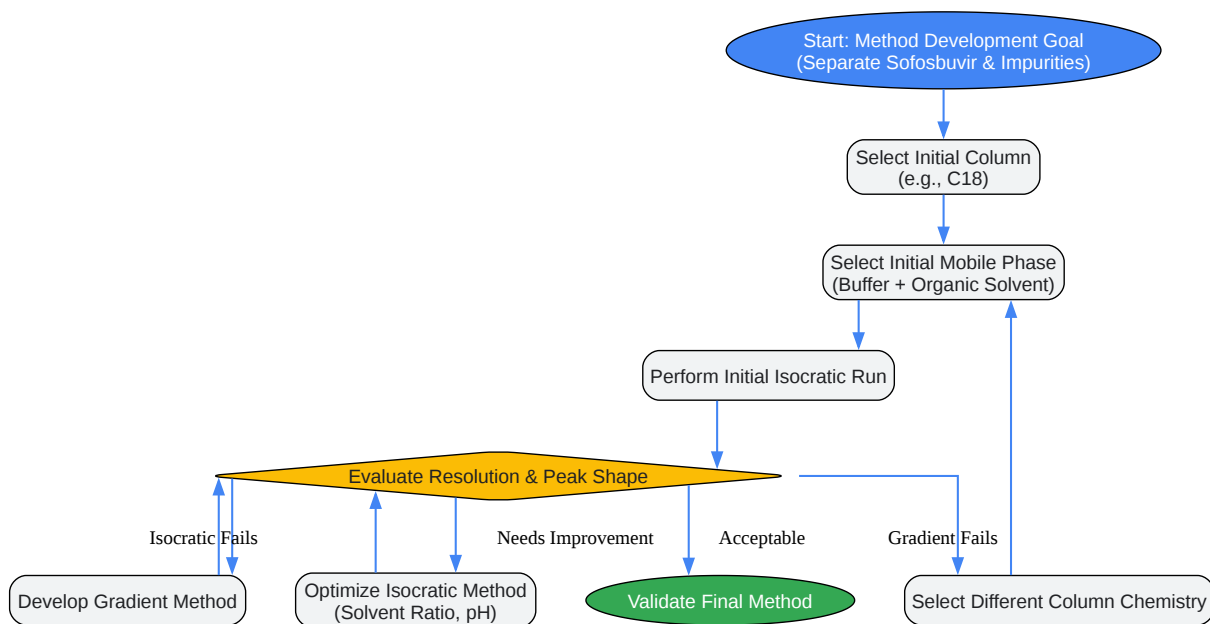 Start: Method Development Goal
(Separate Sofosbuvir & Impurities)
Select Initial Column
(e.g., C18)
Select Initial Mobile Phase
(Buffer + Organic Solvent)
Perform Initial Isocratic Run
Evaluate Resolution & Peak Shape
Isocratic Fails
Needs Improvement
Acceptable
Gradient Fails
Develop Gradient Method
Optimize Isocratic Method
(Solvent Ratio, pH)
Validate Final Method
Select Different Column Chemistry